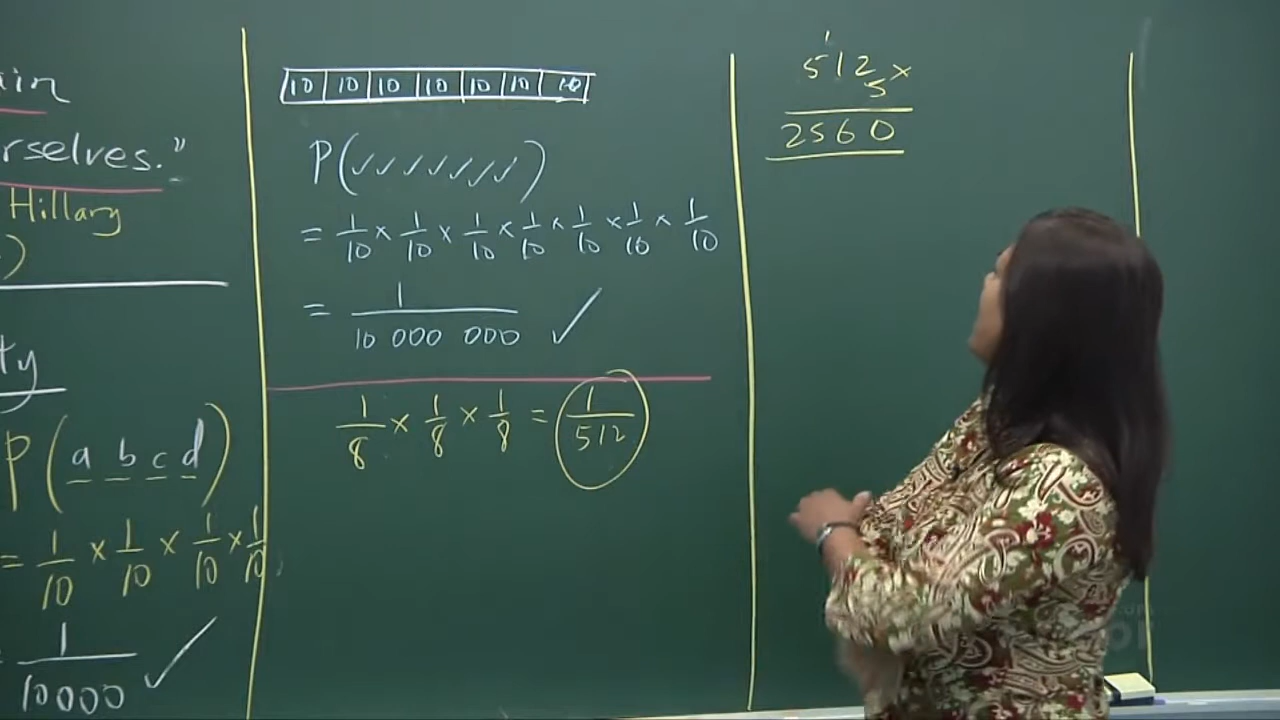 rselves."
Hillary
)
ty
P(a b c d)
= 1/10 × 1/10 × 1/10 × 1/10
1/10000 ✓
10 10 10 10 10 10 10
P(✓✓✓✓✓✓✓)
= 1/10 × 1/10 × 1/10 × 1/10 × 1/10 × 1/10 × 1/10
= 1/10 000 000 ✓
1/8 × 1/8 × 1/8 = 1/512
1
512 ×
5
2560